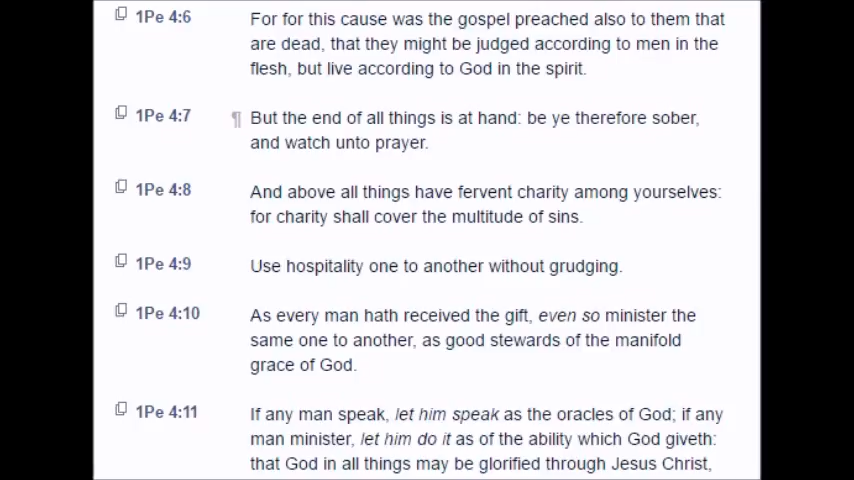 1Pe 4:6 For for this cause was the gospel preached also to them that
are dead, that they might be judged according to men in the
flesh, but live according to God in the spirit.
1Pe 4:7 ¶ But the end of all things is at hand: be ye therefore sober,
and watch unto prayer.
1Pe 4:8 And above all things have fervent charity among yourselves:
for charity shall cover the multitude of sins.
1Pe 4:9 Use hospitality one to another without grudging.
1Pe 4:10 As every man hath received the gift, even so minister the
same one to another, as good stewards of the manifold
grace of God.
1Pe 4:11 If any man speak, let him speak as the oracles of God; if any
man minister, let him do it as of the ability which God giveth:
that God in all things may be glorified through Jesus Christ,